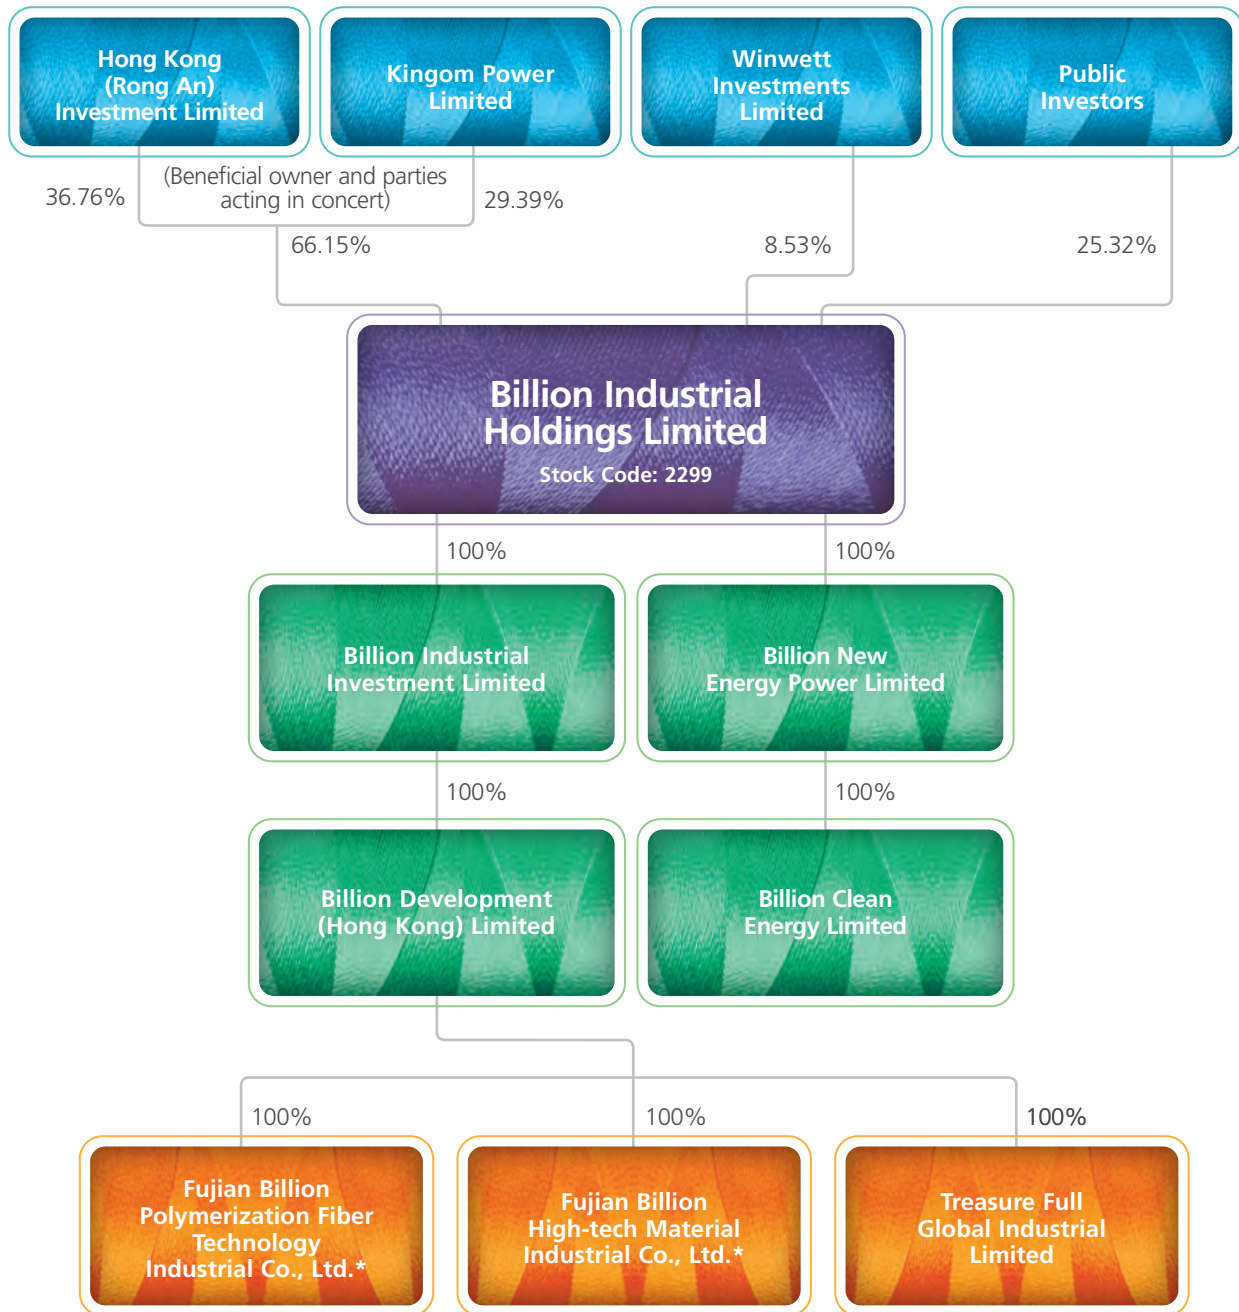 Hong Kong
(Rong An)
Investment Limited
Kingom Power
Limited
Winwett
Investments
Limited
Public
Investors
36.76%
(Beneficial owner and parties
acting in concert)
29.39%
66.15%
8.53%
25.32%
Billion Industrial
Holdings Limited
Stock Code: 2299
100%
100%
Billion Industrial
Investment Limited
Billion New
Energy Power Limited
100%
100%
Billion Development
(Hong Kong) Limited
Billion Clean
Energy Limited
100%
100%
100%
Fujian Billion
Polymerization Fiber
Technology
Industrial Co., Ltd.*
Fujian Billion
High-tech Material
Industrial Co., Ltd.*
Treasure Full
Global Industrial
Limited